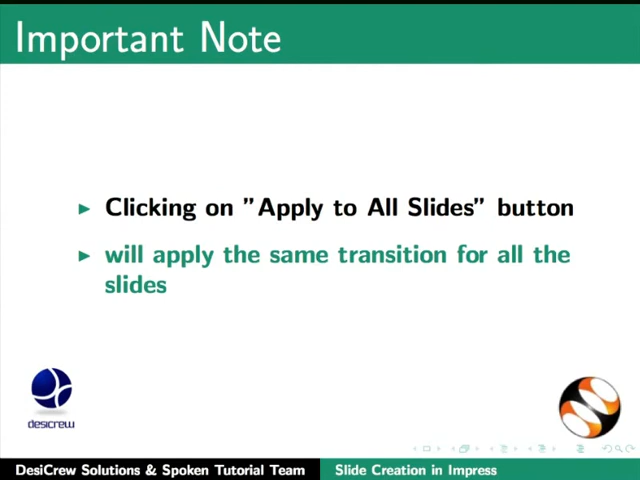 Important Note
Clicking on "Apply to All Slides" button
will apply the same transition for all the
slides
desicrew
DesiCrew Solutions & Spoken Tutorial Team
Slide Creation in Impress